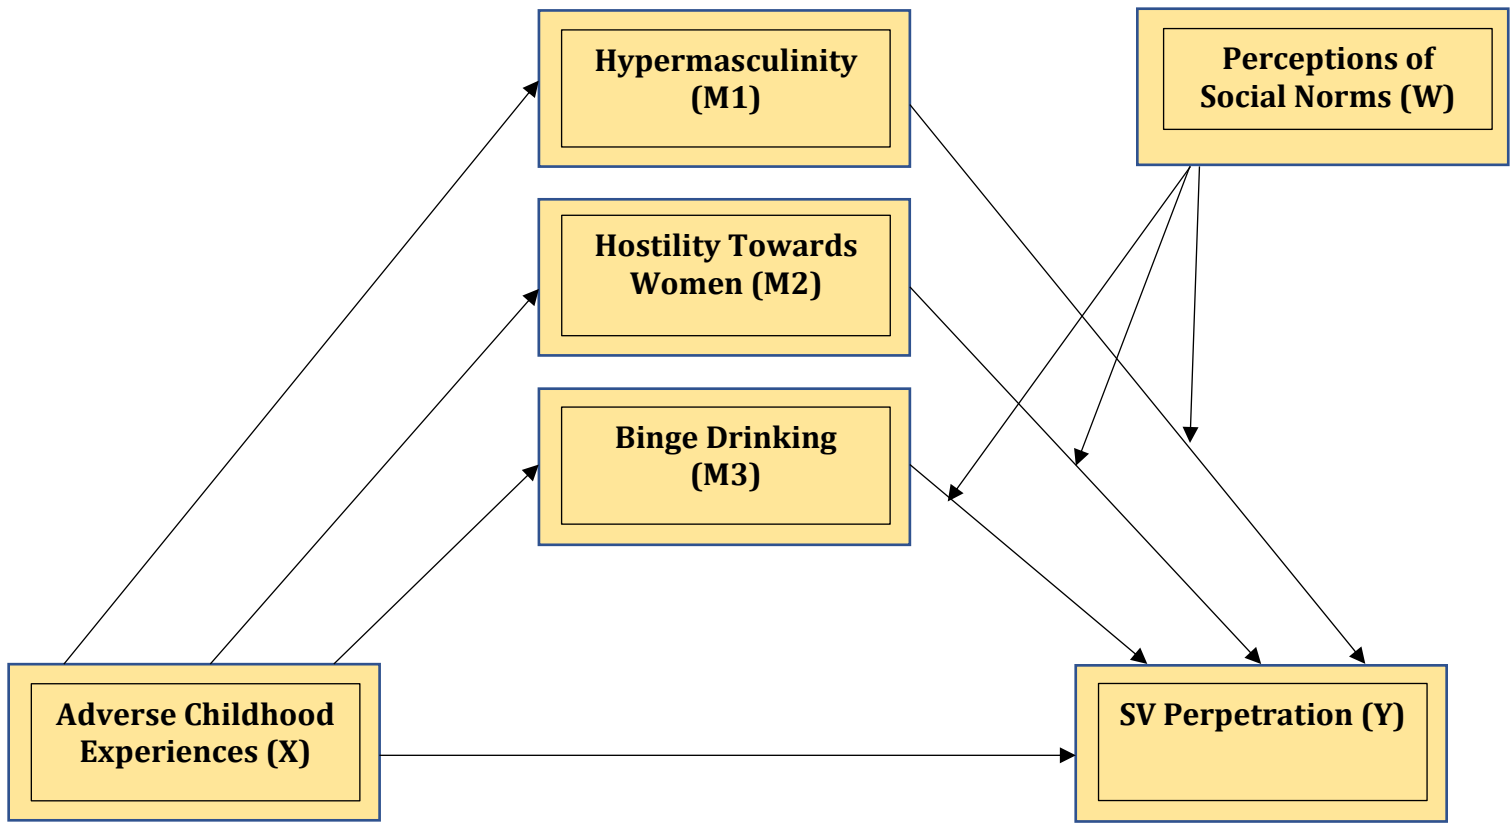 Hypermasculinity
(M1)
Perceptions of
Social Norms (W)
Hostility Towards
Women (M2)
Binge Drinking
(M3)
Adverse Childhood
Experiences (X)
SV Perpetration (Y)